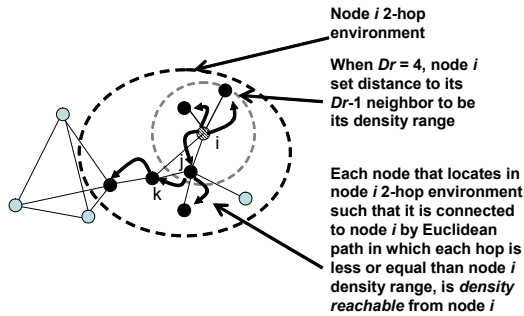 Node i 2-hop
environment
When Dr = 4, node i
set distance to its
Dr-1 neighbor to be
its density range
i
j
k
Each node that locates in
node i 2-hop environment
such that it is connected
to node i by Euclidean
path in which each hop is
less or equal than node i
density range, is density
reachable from node i